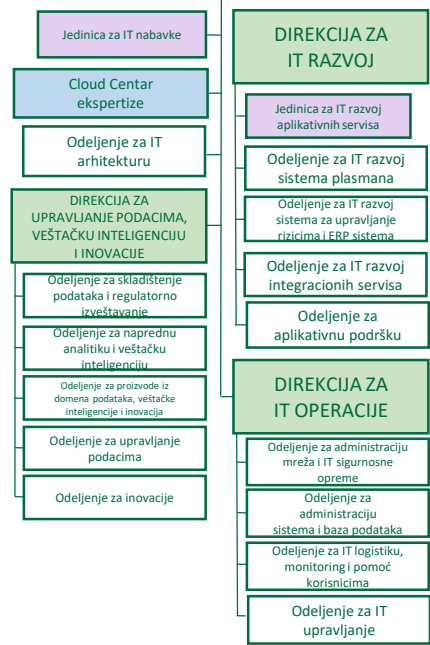 Jedinica za IT nabavke
Cloud Centar
ekspertize
Odeljenje za IT
arhitekturu
DIREKCIJA ZA
UPRAVLJANJE PODACIMA,
VEŠTAČKU INTELIGENCIJU
I INOVACIJE
Odeljenje za skladištenje
podataka i regulatorno
izveštavanje
Odeljenje za naprednu
analitiku i veštačku
inteligenciju
Odeljenje za proizvode iz
domena podataka, veštačke
inteligencije i inovacija
Odeljenje za upravljanje
podacima
Odeljenje za inovacije
DIREKCIJA ZA
IT RAZVOJ
Jedinica za IT razvoj
aplikativnih servisa
Odeljenje za IT razvoj
sistema plasmana
Odeljenje za IT razvoj
sistema za upravljanje
rizicima i ERP sistema
Odeljenje za IT razvoj
integracionih servisa
Odeljenje za
aplikativnu podršku
DIREKCIJA ZA
IT OPERACIJE
Odeljenje za administraciju
mreža i IT sigurnosne
opreme
Odeljenje za
administraciju
sistema i baza podataka
Odeljenje za IT logistiku,
monitoring i pomoć
korisnicima
Odeljenje za IT
upravljanje